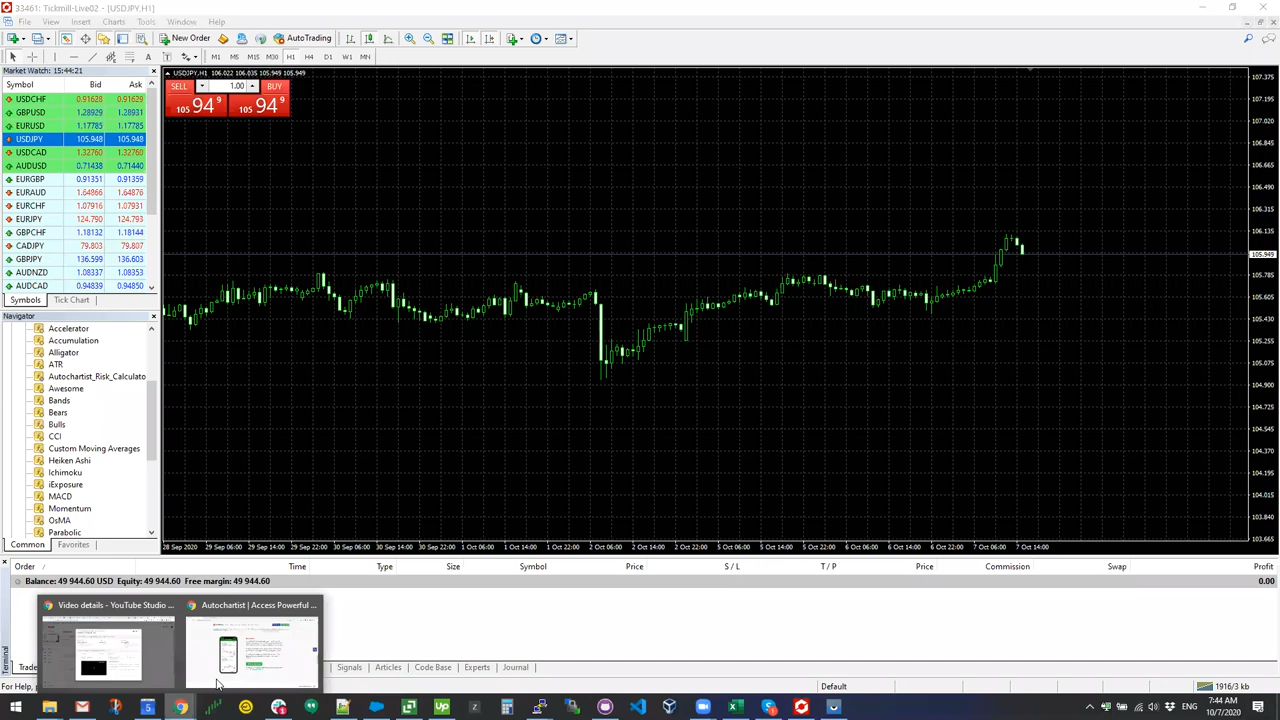 33461: Tickmill-Live02 - [USDJPY,H1]
File View Insert Charts Tools Window Help
New Order AutoTrading
M1 M5 M15 M30 H1 H4 D1 W1 MN
Market Watch: 15:44:21
Symbol Bid Ask
USDCHF 0.91628 0.91629
GBPUSD 1.28929 1.28931
EURUSD 1.17785 1.17785
USDJPY 105.948 105.948
USDCAD 1.32760 1.32760
AUDUSD 0.71438 0.71440
EURGBP 0.91351 0.91359
EURAUD 1.64866 1.64876
EURCHF 1.07916 1.07931
EURJPY 124.790 124.793
GBPCHF 1.18132 1.18144
CADJPY 79.803 79.807
GBPJPY 136.599 136.603
AUDNZD 1.08337 1.08353
AUDCAD 0.94839 0.94850
Symbols Tick Chart
Navigator
Accelerator
Accumulation
Alligator
ATR
Autochartist_Risk_Calculato
Awesome
Bands
Bears
Bulls
CCI
Custom Moving Averages
Heiken Ashi
Ichimoku
iExposure
MACD
Momentum
OsMA
Parabolic
Common Favorites
USDJPY,H1 106.022 106.035 105.949 105.949
SELL 1.00 BUY
105 94 9 105 94 9
107.375
107.195
107.020
106.845
106.665
106.490
106.315
106.135
105.949
105.785
105.605
105.430
105.255
105.075
104.900
104.725
104.545
104.370
104.195
104.015
103.840
103.665
28 Sep 2020 29 Sep 06:00 29 Sep 14:00 29 Sep 22:00 30 Sep 06:00 30 Sep 14:00 30 Sep 22:00 1 Oct 06:00 1 Oct 14:00 1 Oct 22:00 2 Oct 06:00 2 Oct 14:00 2 Oct 22:00 5 Oct 06:00 5 Oct 14:00 5 Oct 22:00 6 Oct 06:00 6 Oct 14:00 6 Oct 22:00 7 Oct 06:00 7 Oct 14:00
Order / Time Type Size Symbol Price S / L T / P Price Commission Swap Profit
Balance: 49 944.60 USD Equity: 49 944.60 Free margin: 49 944.60 0.00
Video details - YouTube Studio ... Autochartist | Access Powerful ...
Trade Signals Articles Code Base Experts Journal
For Help, p Default 1916/3 kb
7:44 AM
10/7/2020